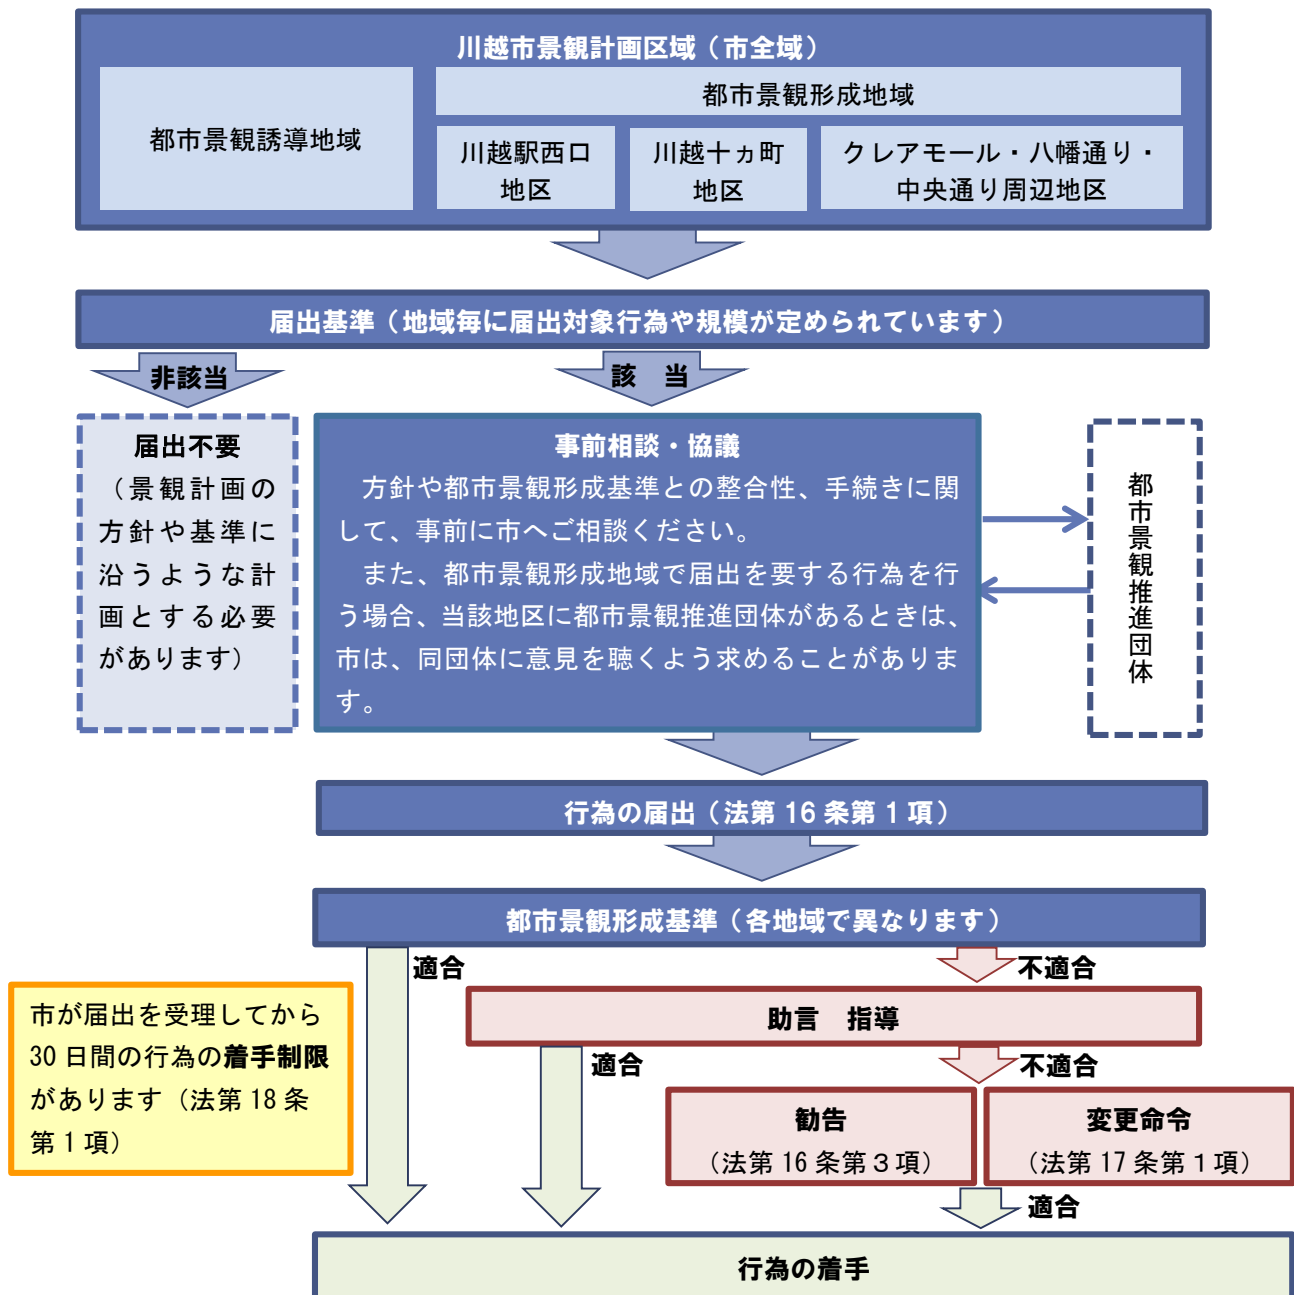 川越市景観計画区域（市全域）
都市景観誘導地域
都市景観形成地域
川越駅西口
地区
川越十ヵ町
地区
クレアモール・八幡通り・
中央通り周辺地区
届出基準（地域毎に届出対象行為や規模が定められています）
非該当
該　当
届出不要
（景観計画の
方針や基準に
沿うような計
画とする必要
があります）
事前相談・協議
方針や都市景観形成基準との整合性、手続きに関
して、事前に市へご相談ください。
また、都市景観形成地域で届出を要する行為を行
う場合、当該地区に都市景観推進団体があるときは、
市は、同団体に意見を聴くよう求めることがありま
す。
都市景観推進団体
行為の届出（法第 16 条第 1 項）
都市景観形成基準（各地域で異なります）
適合
不適合
市が届出を受理してから
30 日間の行為の着手制限
があります（法第 18 条
第 1 項）
助言　指導
適合
不適合
勧告
（法第 16 条第３項）
変更命令
（法第 17 条第１項）
適合
行為の着手